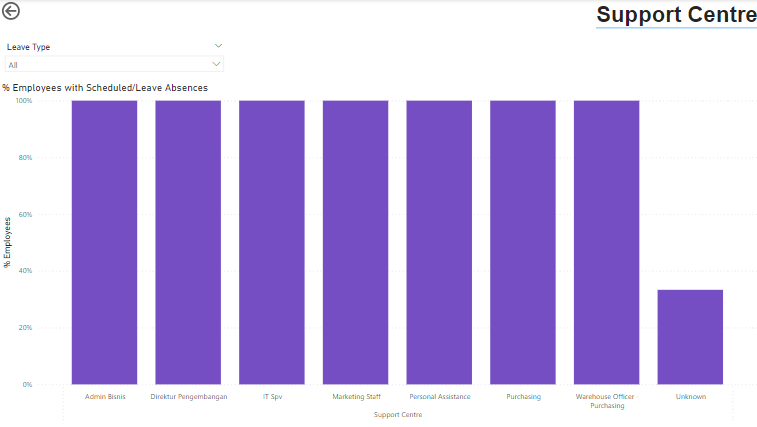 Support Centre
Leave Type
All
% Employees with Scheduled/Leave Absences
100%
80%
60%
40%
20%
0%
% Employees
Admin Bisnis
Direktur Pengembangan
IT Spv
Marketing Staff
Personal Assistance
Purchasing
Warehouse Officer
Purchasing
Unknown
Support Centre